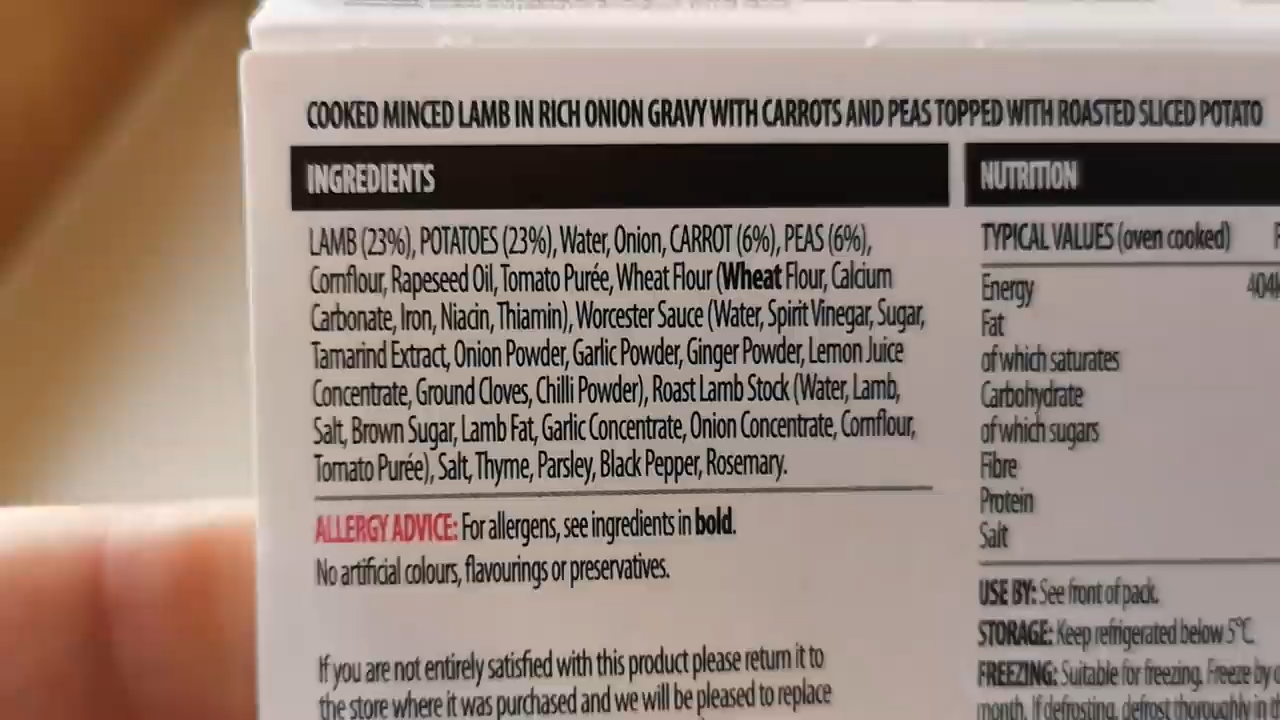 COOKED MINCED LAMB IN RICH ONION GRAVY WITH CARROTS AND PEAS TOPPED WITH ROASTED SLICED POTATO
INGREDIENTS
LAMB (23%), POTATOES (23%), Water, Onion, CARROT (6%), PEAS (6%),
Cornflour, Rapeseed Oil, Tomato Purée, Wheat Flour (Wheat Flour, Calcium
Carbonate, Iron, Niacin, Thiamin), Worcester Sauce (Water, Spirit Vinegar, Sugar,
Tamarind Extract, Onion Powder, Garlic Powder, Ginger Powder, Lemon Juice
Concentrate, Ground Cloves, Chilli Powder), Roast Lamb Stock (Water, Lamb,
Salt, Brown Sugar, Lamb Fat, Garlic Concentrate, Onion Concentrate, Cornflour,
Tomato Purée), Salt, Thyme, Parsley, Black Pepper, Rosemary.
ALLERGY ADVICE: For allergens, see ingredients in bold.
No artificial colours, flavourings or preservatives.
If you are not entirely satisfied with this product please return it to
the store where it was purchased and we will be pleased to replace
NUTRITION
TYPICAL VALUES (oven cooked)
Energy
Fat
of which saturates
Carbohydrate
of which sugars
Fibre
Protein
Salt
USE BY: See front of pack.
STORAGE: Keep refrigerated below 5°C.
FREEZING: Suitable for freezing. Freeze by
month. If defrosting, defrost thoroughly in